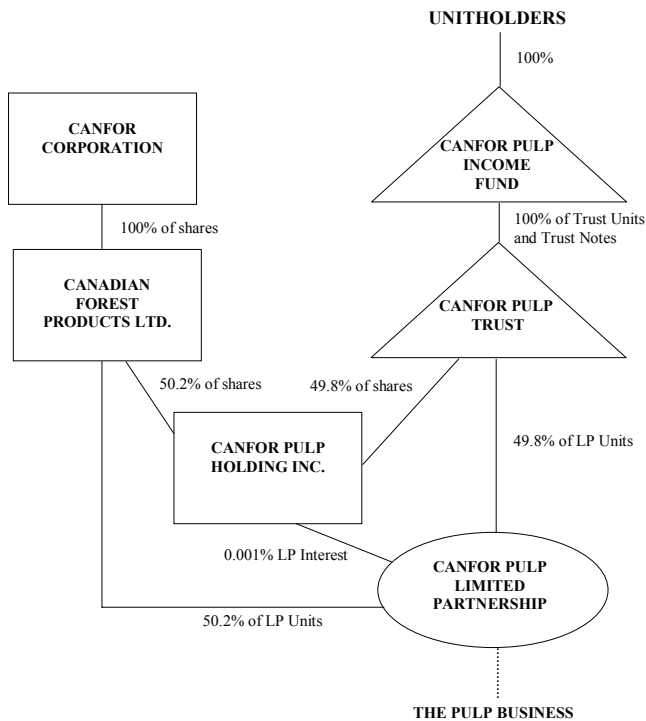 UNITHOLDERS
100%
CANFOR
CORPORATION
CANFOR PULP
INCOME
FUND
100% of shares
100% of Trust Units
and Trust Notes
CANADIAN
FOREST
PRODUCTS LTD.
CANFOR PULP
TRUST
50.2% of shares
49.8% of shares
CANFOR PULP
HOLDING INC.
49.8% of LP Units
0.001% LP Interest
CANFOR PULP
LIMITED
PARTNERSHIP
50.2% of LP Units
THE PULP BUSINESS